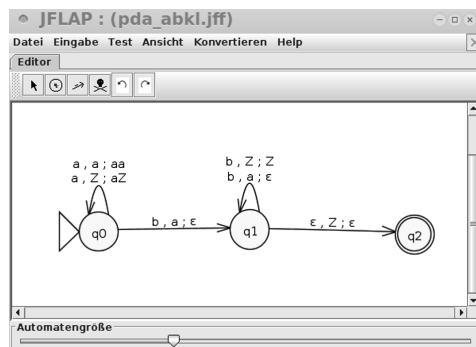 JFLAP : (pda_abkl.jff)
Datei Eingabe Test Ansicht Konvertieren Help
Editor
a , a ; aa
a , Z ; aZ
b , Z ; Z
b , a ; ε
q0
b , a ; ε
q1
ε , Z ; ε
q2
Automatengröße